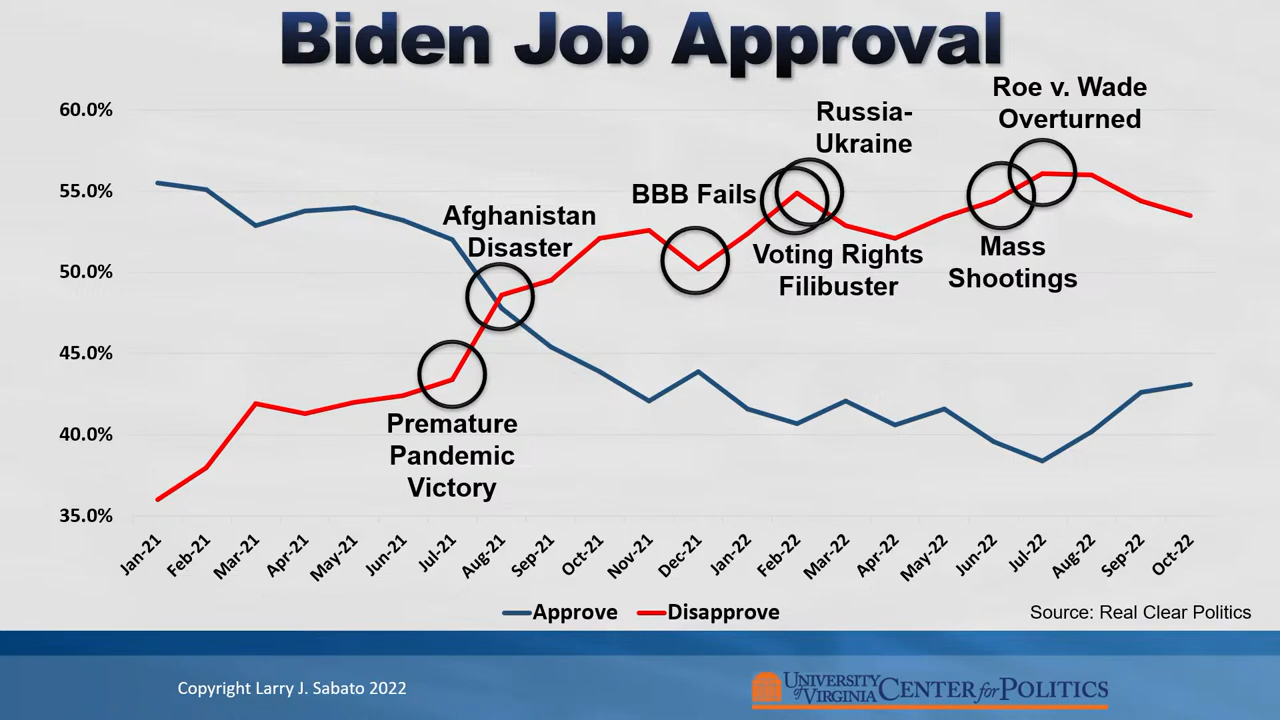 Biden Job Approval
60.0%
55.0%
50.0%
45.0%
40.0%
35.0%
Premature
Pandemic
Victory
Afghanistan
Disaster
BBB Fails
Voting Rights
Filibuster
Russia-
Ukraine
Mass
Shootings
Roe v. Wade
Overturned
Jan-21
Feb-21
Mar-21
Apr-21
May-21
Jun-21
Jul-21
Aug-21
Sep-21
Oct-21
Nov-21
Dec-21
Jan-22
Feb-22
Mar-22
Apr-22
May-22
Jun-22
Jul-22
Aug-22
Sep-22
Oct-22
Approve
Disapprove
Source: Real Clear Politics
Copyright Larry J. Sabato 2022
UNIVERSITY
of VIRGINIA CENTER for POLITICS